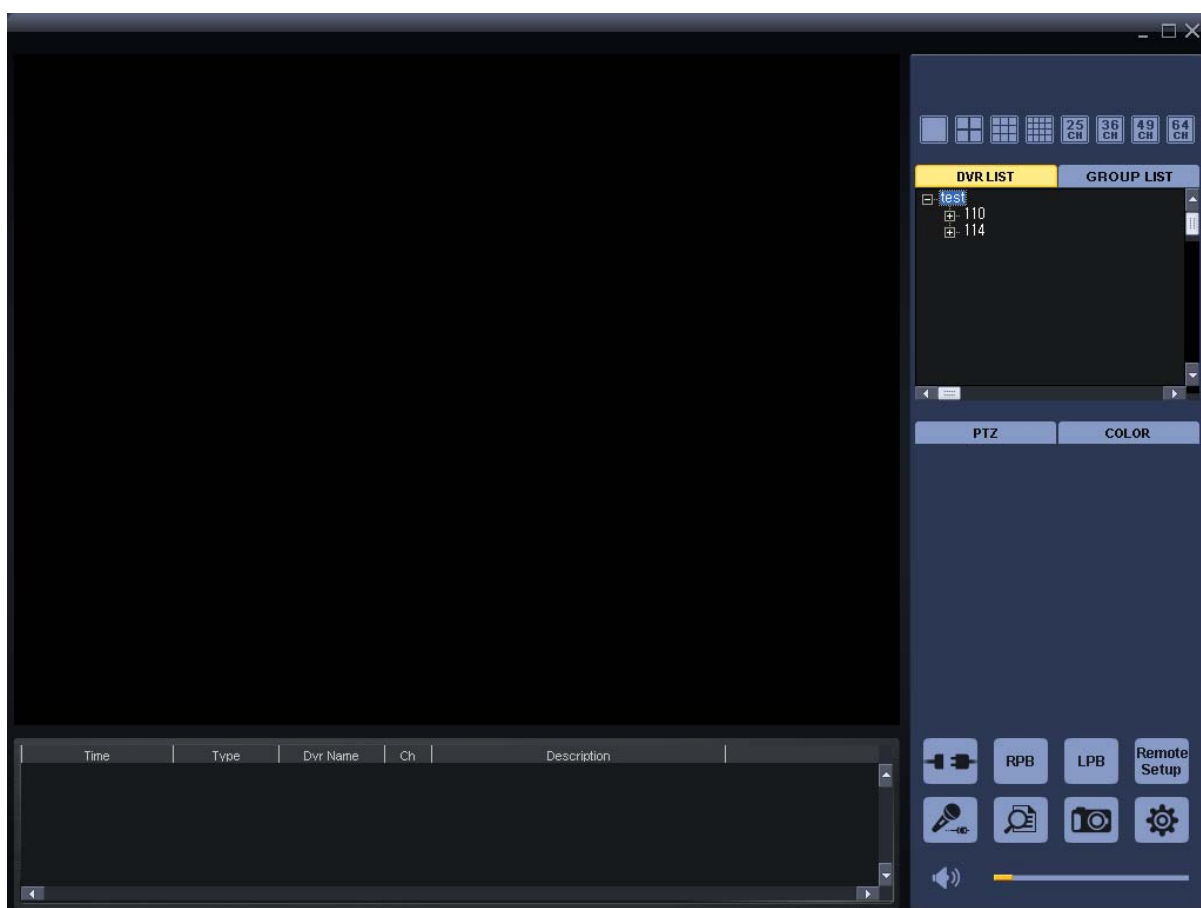 25 CH 36 CH 49 CH 64 CH
DVR LIST GROUP LIST
test
110
114
PTZ COLOR
Time Type Dvr Name Ch Description
RPB LPB Remote Setup